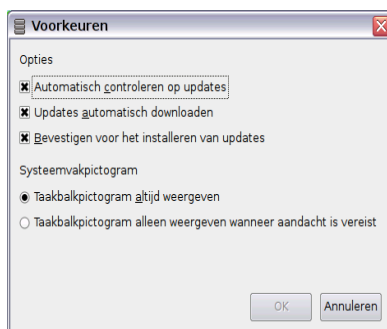 Voorkeuren
Opties
Automatisch controleren op updates
Updates automatisch downloaden
Bevestigen voor het installeren van updates
Systeemvakpictogram
Taakbalkpictogram altijd weergeven
Taakbalkpictogram alleen weergeven wanneer aandacht is vereist
OK Annuleren